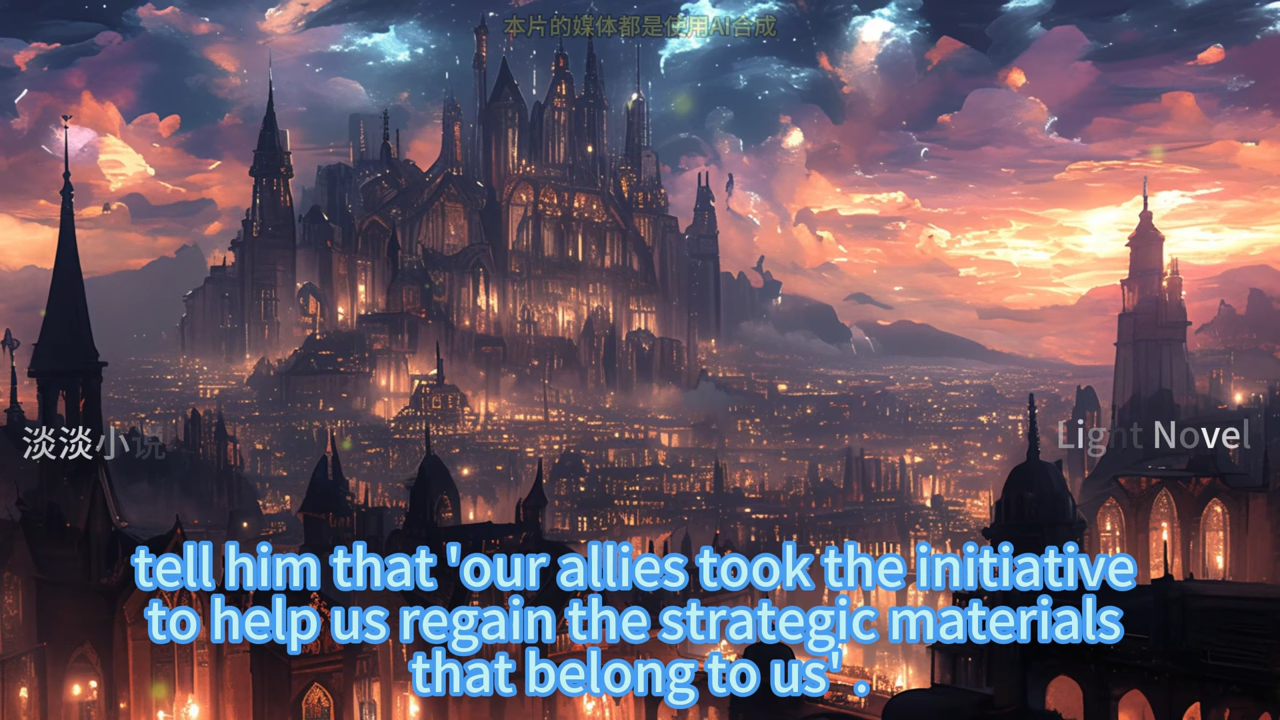 本片的媒体都是使用AI合成
淡淡小说
Light Novel
tell him that 'our allies took the initiative
to help us regain the strategic materials
that belong to us' .